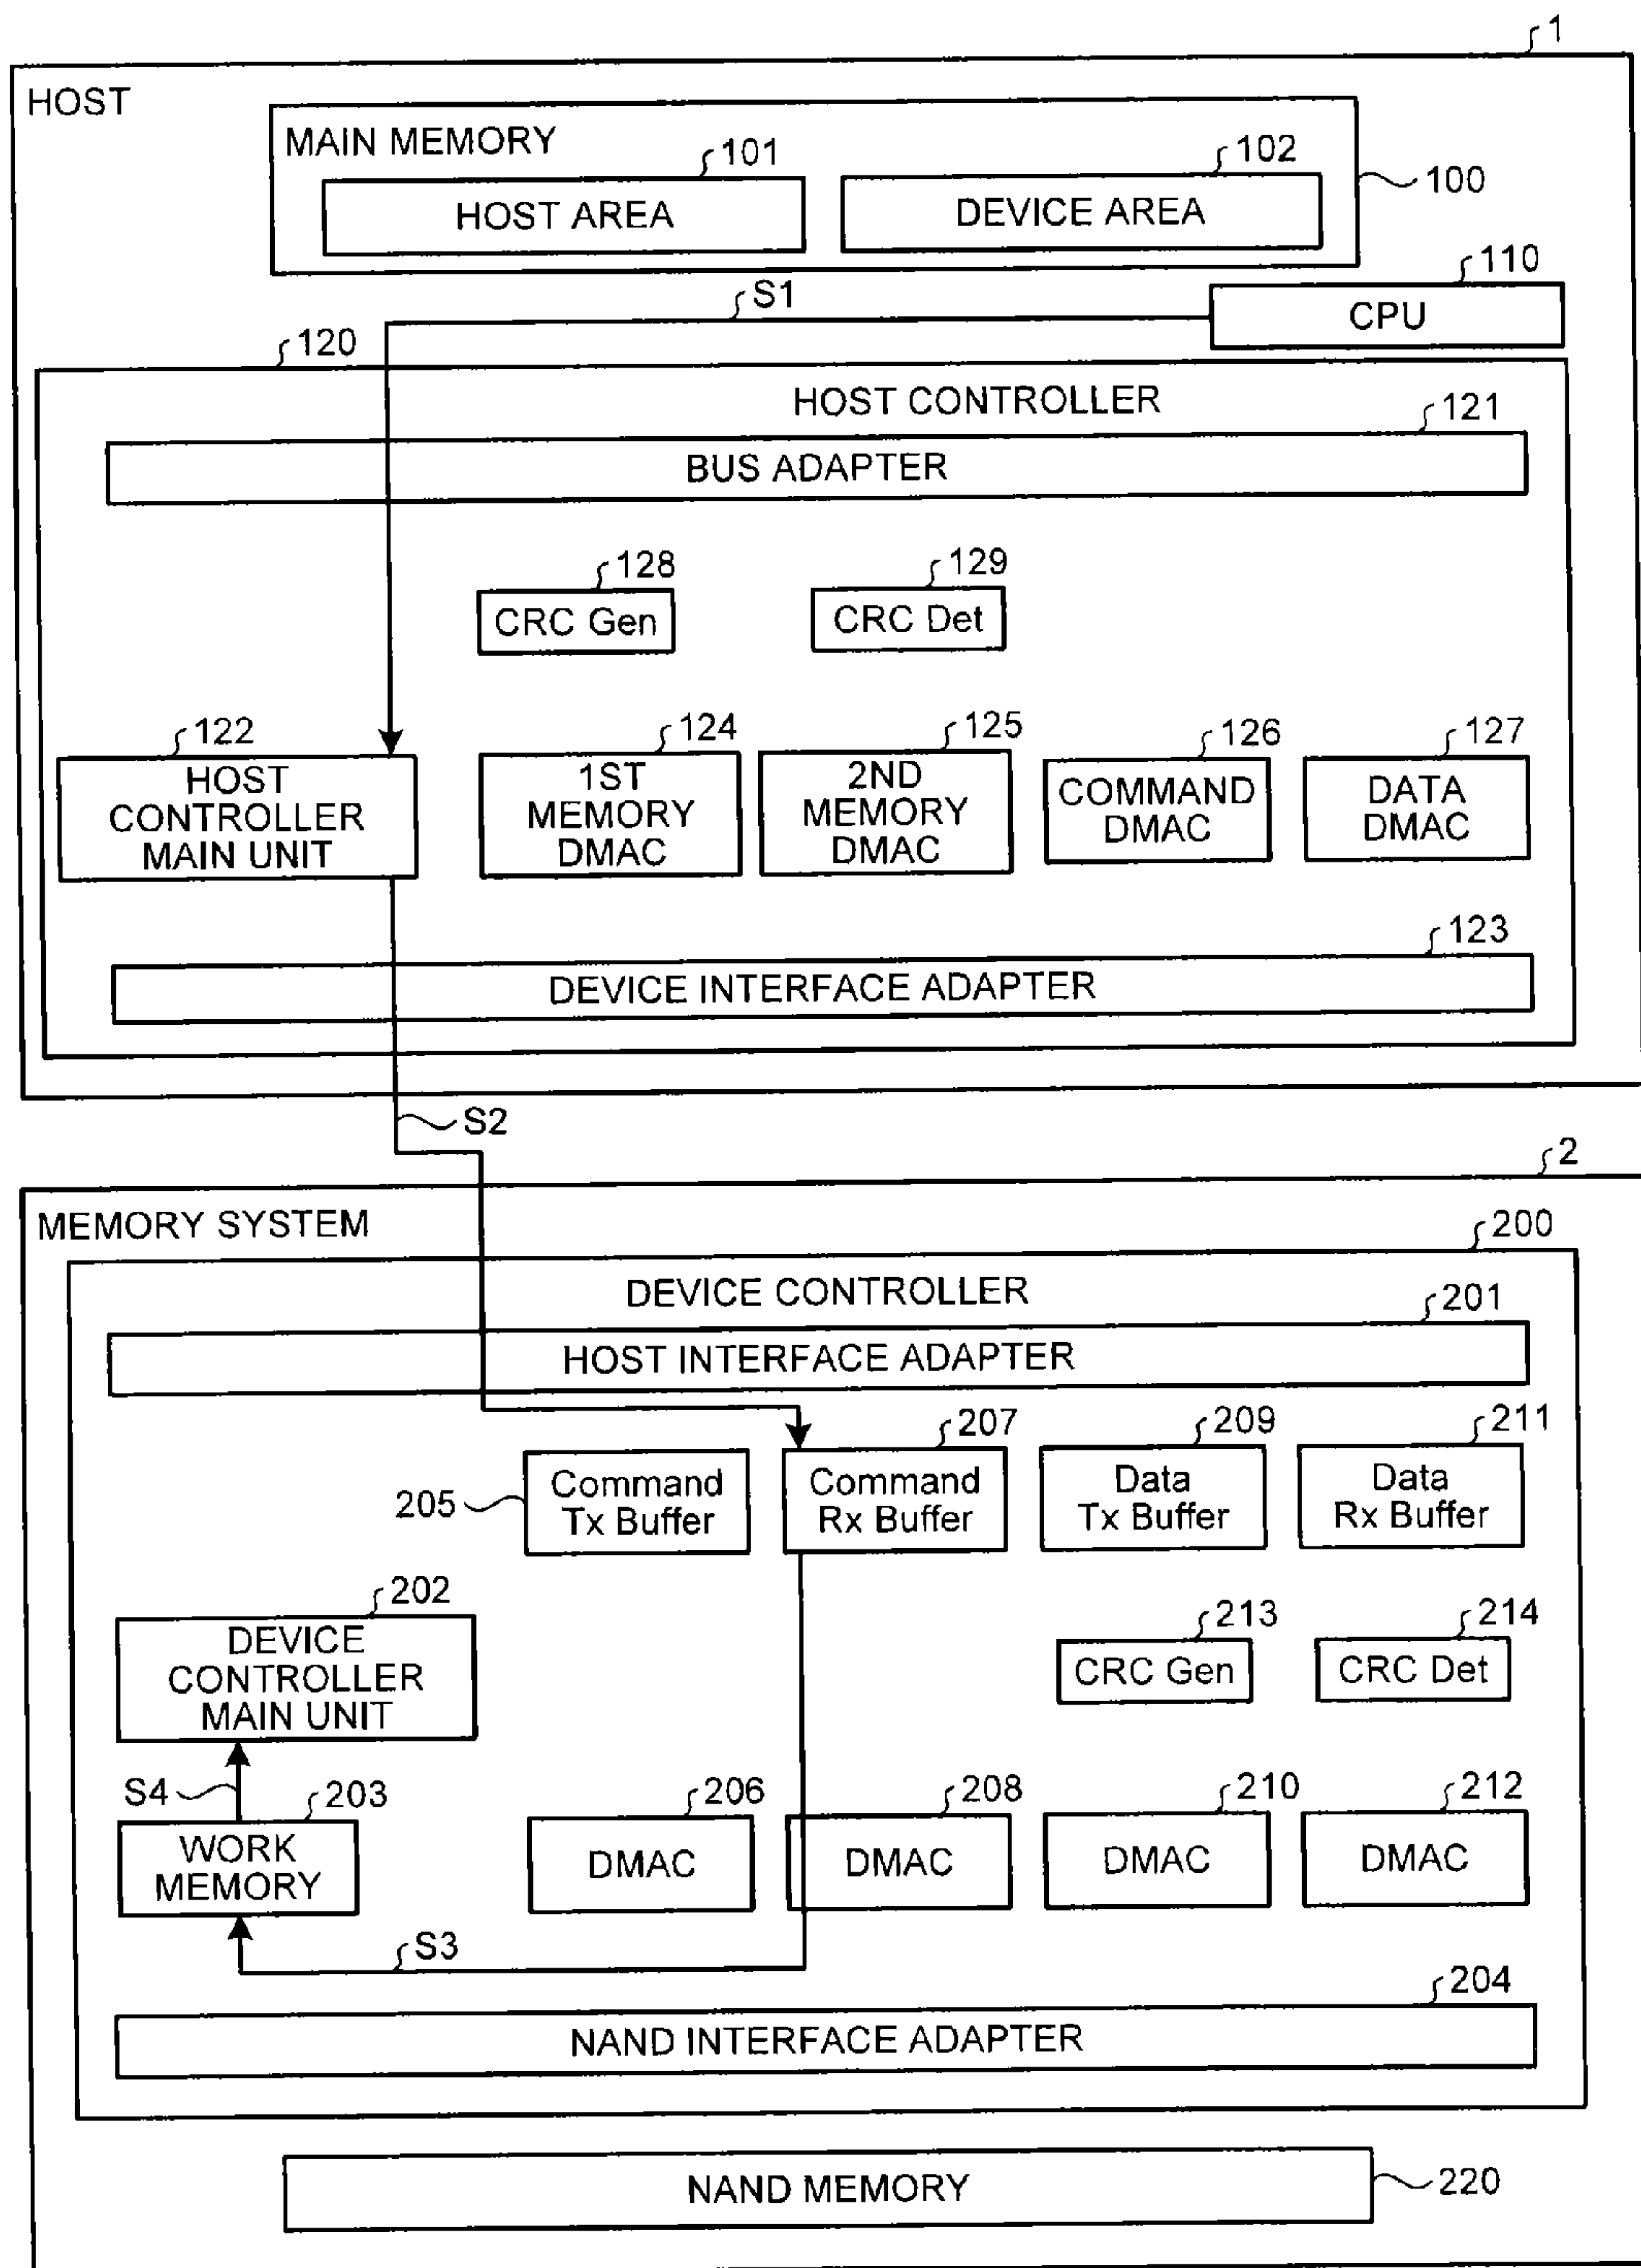 1
HOST
MAIN MEMORY
101
102
HOST AREA
DEVICE AREA
100
110
S1
CPU
120
HOST CONTROLLER
121
BUS ADAPTER
128
129
CRC Gen
CRC Det
122
124
125
126
127
HOST
CONTROLLER
MAIN UNIT
1ST
MEMORY
DMAC
2ND
MEMORY
DMAC
COMMAND
DMAC
DATA
DMAC
123
DEVICE INTERFACE ADAPTER
S2
2
MEMORY SYSTEM
200
DEVICE CONTROLLER
201
HOST INTERFACE ADAPTER
207
209
211
205
Command
Tx Buffer
Command
Rx Buffer
Data
Tx Buffer
Data
Rx Buffer
202
DEVICE
CONTROLLER
MAIN UNIT
213
214
CRC Gen
CRC Det
S4
203
206
208
210
212
WORK
MEMORY
DMAC
DMAC
DMAC
DMAC
S3
204
NAND INTERFACE ADAPTER
NAND MEMORY
220